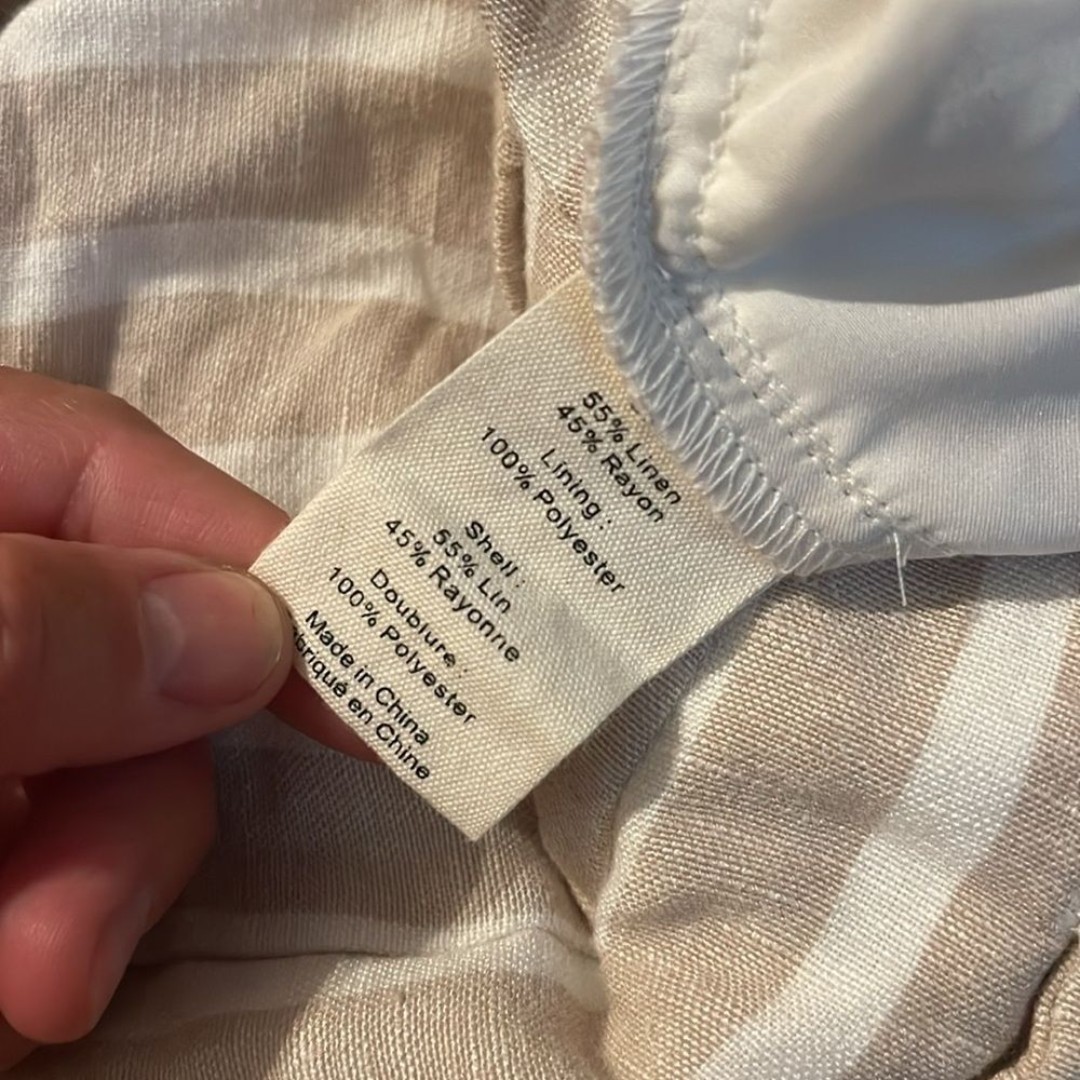 55% Linen
45% Rayon
Lining :
100% Polyester
Shell :
55% Lin
45% Rayonne
Doublure :
100% Polyester
Made in China
en Chine